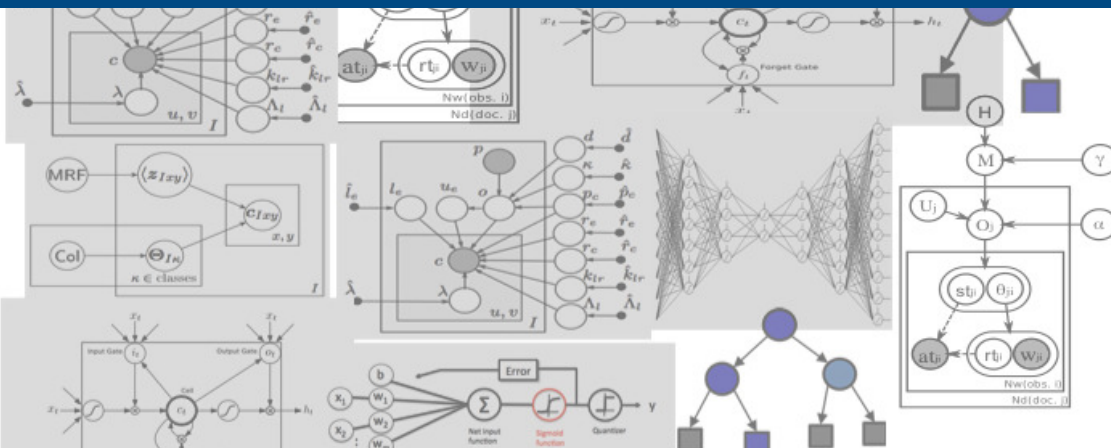 r_e r̂_e
r_c r̂_c
c
k_lr k̂_lr
λ̂
λ Λ_l Λ̂_l
u, v
I
at_ji rt_ji w_ji
Nw(obs. i)
Nd(doc. j)
x_t c_t h_t
f_t Forget Gate
x_t
MRF ⟨z_Ixy⟩
c_Ixy
x, y
Col Θ_Iκ
κ ∈ classes
I
p d d̂
κ κ̂
l̂_e l_e u_e o p_c p̂_c
r_e r̂_e
c r_c r̂_c
k_lr k̂_lr
λ̂ λ Λ_l Λ̂_l
u, v
I
H
M γ
U_j
O_j α
st_ji θ_ji
at_ji rt_ji w_ji
Nw(obs. i)
Nd(doc. j)
x_t x_t
Input Gate i_t Output Gate o_t
Cell
x_t c_t h_t
Error
b
x_1 w_1
Σ y
x_2 w_2
Net input function
Sigmoid function
Quantizer
:
w_m